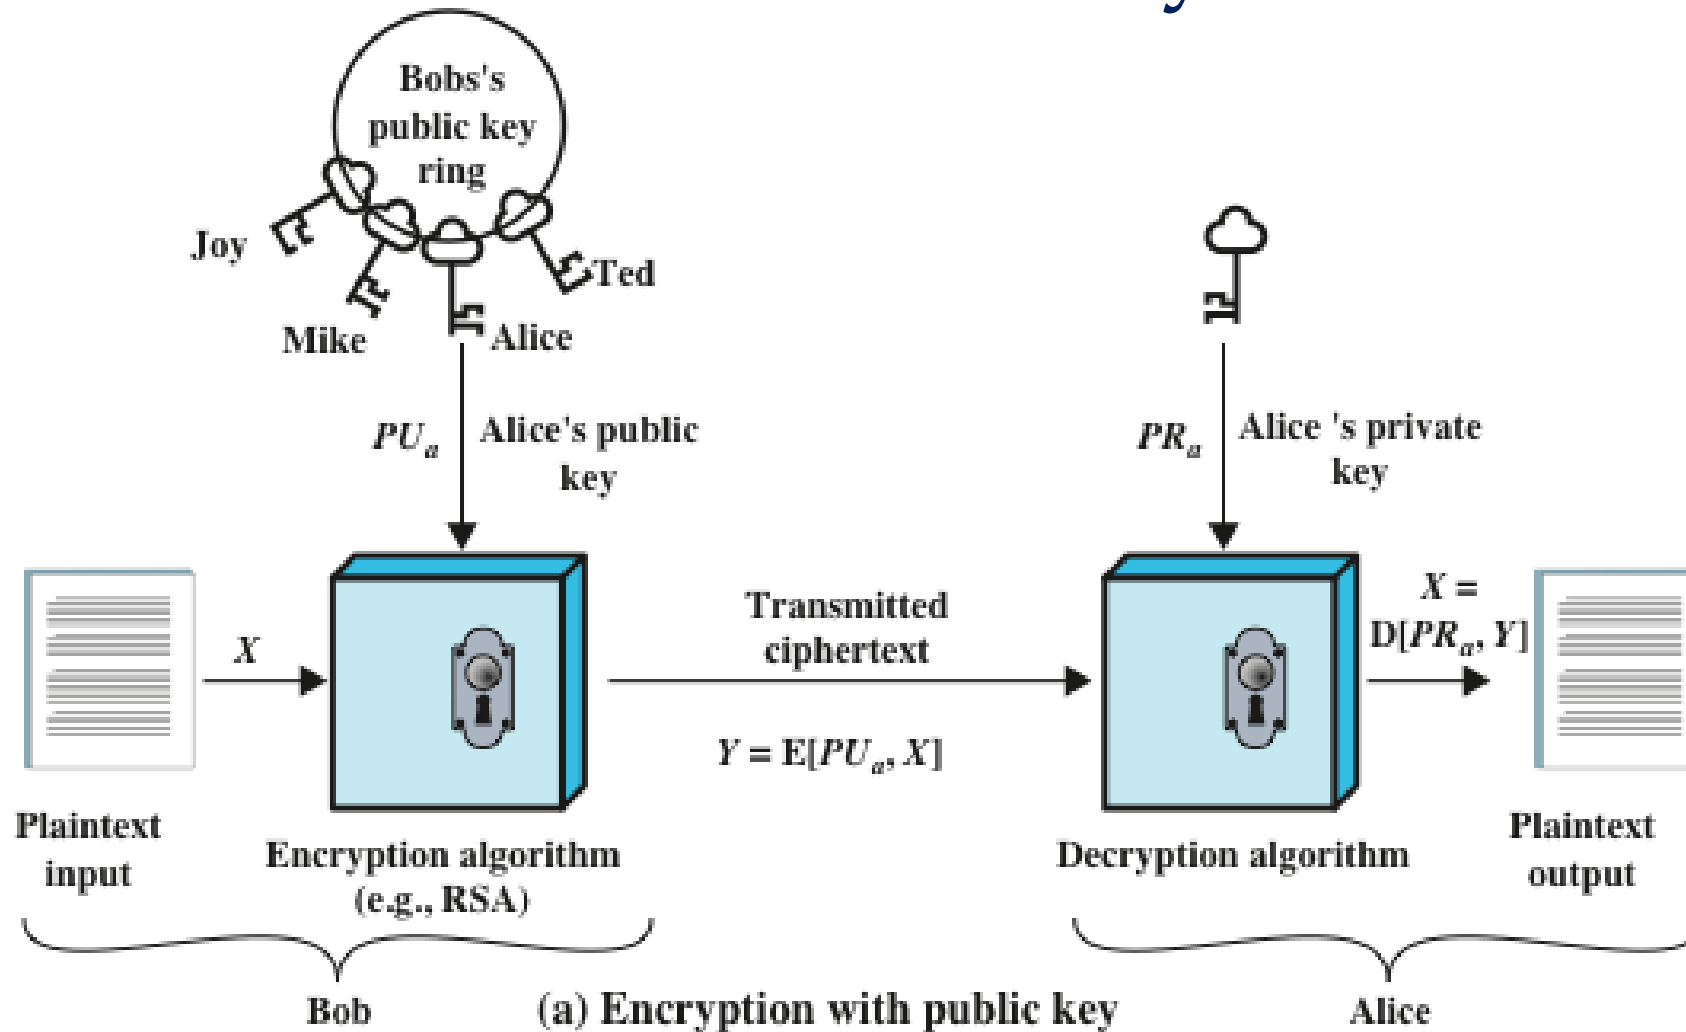 Bobs's
public key
ring
Joy
Ted
Mike
Alice
PUa
Alice's public
key
PRa
Alice 's private
key
X
Transmitted
ciphertext
Y = E[PUa, X]
X =
D[PRa, Y]
Plaintext
input
Encryption algorithm
(e.g., RSA)
Decryption algorithm
Plaintext
output
Bob
(a) Encryption with public key
Alice